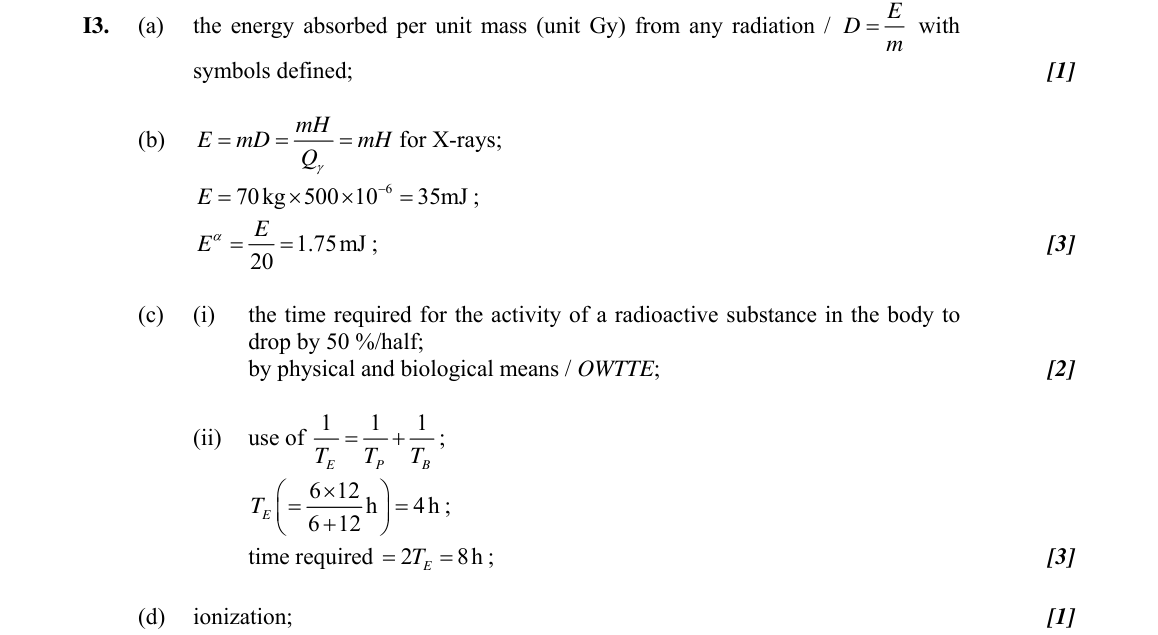 I3. (a) the energy absorbed per unit mass (unit Gy) from any radiation / D = E/m with
symbols defined; [1]
(b) E = mD = mH/Qᵧ = mH for X-rays;
E = 70 kg × 500 × 10⁻⁶ = 35mJ ;
E^α = E/20 = 1.75 mJ ; [3]
(c) (i) the time required for the activity of a radioactive substance in the body to
drop by 50 %/half;
by physical and biological means / OWTTE; [2]
(ii) use of 1/T_E = 1/T_P + 1/T_B ;
T_E (= (6×12)/(6+12) h) = 4 h ;
time required = 2T_E = 8 h ; [3]
(d) ionization; [1]